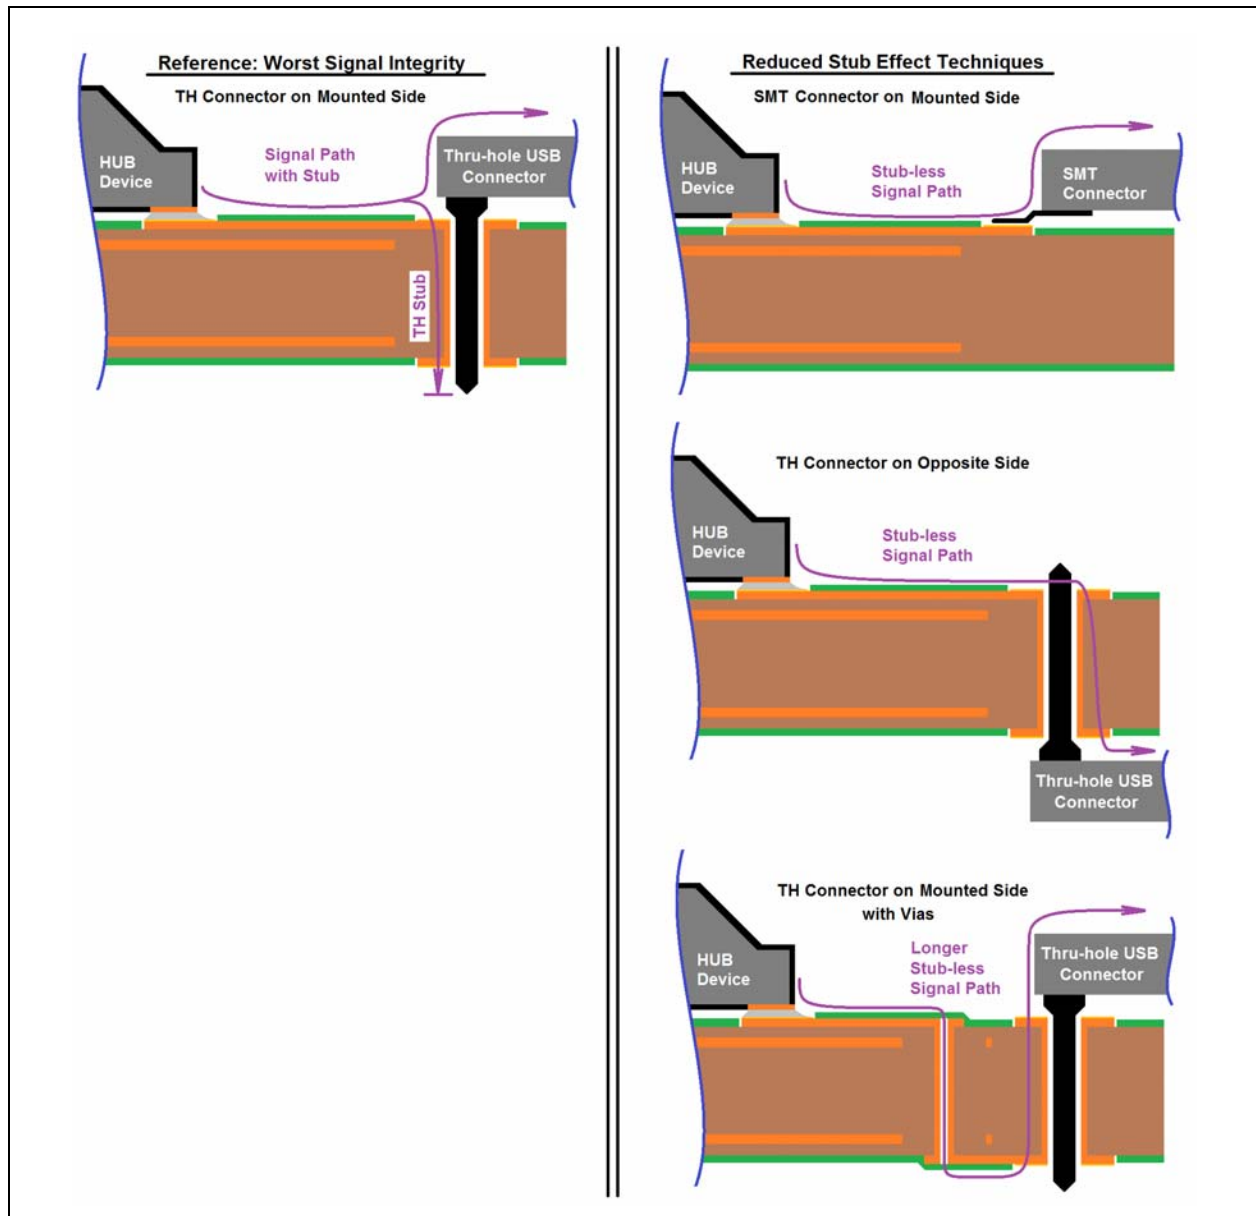 Reference: Worst Signal Integrity
TH Connector on Mounted Side
HUB
Device
Signal Path
with Stub
Thru-hole USB
Connector
TH Stub
Reduced Stub Effect Techniques
SMT Connector on Mounted Side
HUB
Device
Stub-less
Signal Path
SMT
Connector
TH Connector on Opposite Side
HUB
Device
Stub-less
Signal Path
Thru-hole USB
Connector
TH Connector on Mounted Side
with Vias
HUB
Device
Longer
Stub-less
Signal Path
Thru-hole USB
Connector